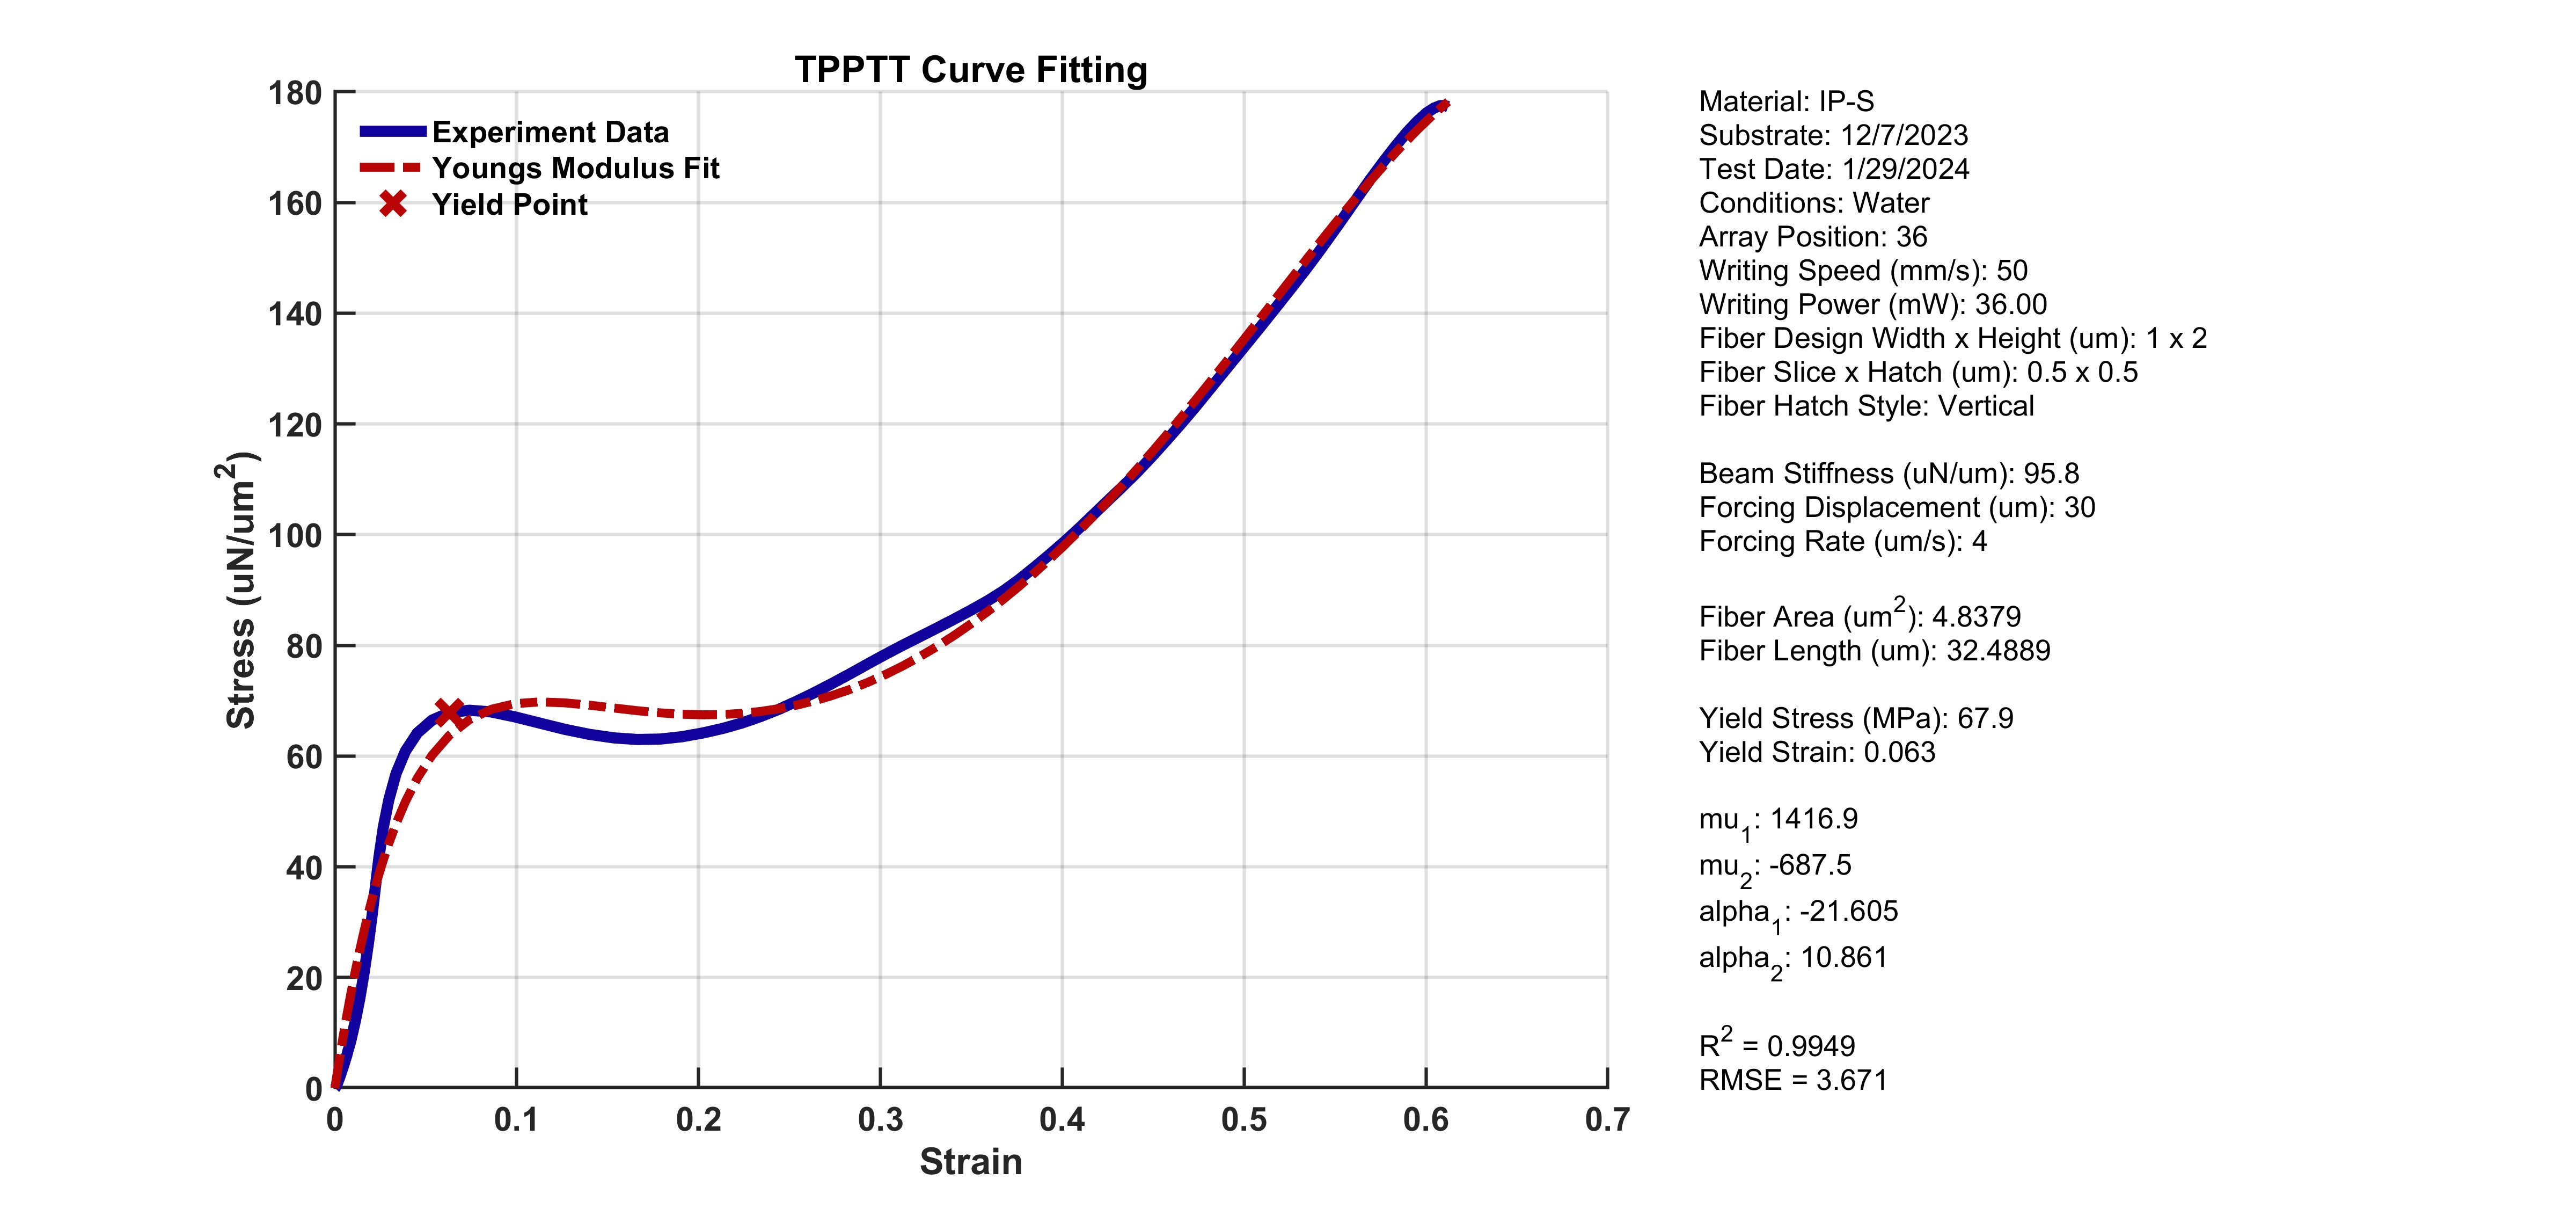 TPPTT Curve Fitting
Experiment Data
Youngs Modulus Fit
Yield Point
180
160
140
120
100
80
60
40
20
0
Stress (uN/um²)
0 0.1 0.2 0.3 0.4 0.5 0.6 0.7
Strain
Material: IP-S
Substrate: 12/7/2023
Test Date: 1/29/2024
Conditions: Water
Array Position: 36
Writing Speed (mm/s): 50
Writing Power (mW): 36.00
Fiber Design Width x Height (um): 1 x 2
Fiber Slice x Hatch (um): 0.5 x 0.5
Fiber Hatch Style: Vertical
Beam Stiffness (uN/um): 95.8
Forcing Displacement (um): 30
Forcing Rate (um/s): 4
Fiber Area (um²): 4.8379
Fiber Length (um): 32.4889
Yield Stress (MPa): 67.9
Yield Strain: 0.063
mu₁: 1416.9
mu₂: -687.5
alpha₁: -21.605
alpha₂: 10.861
R² = 0.9949
RMSE = 3.671